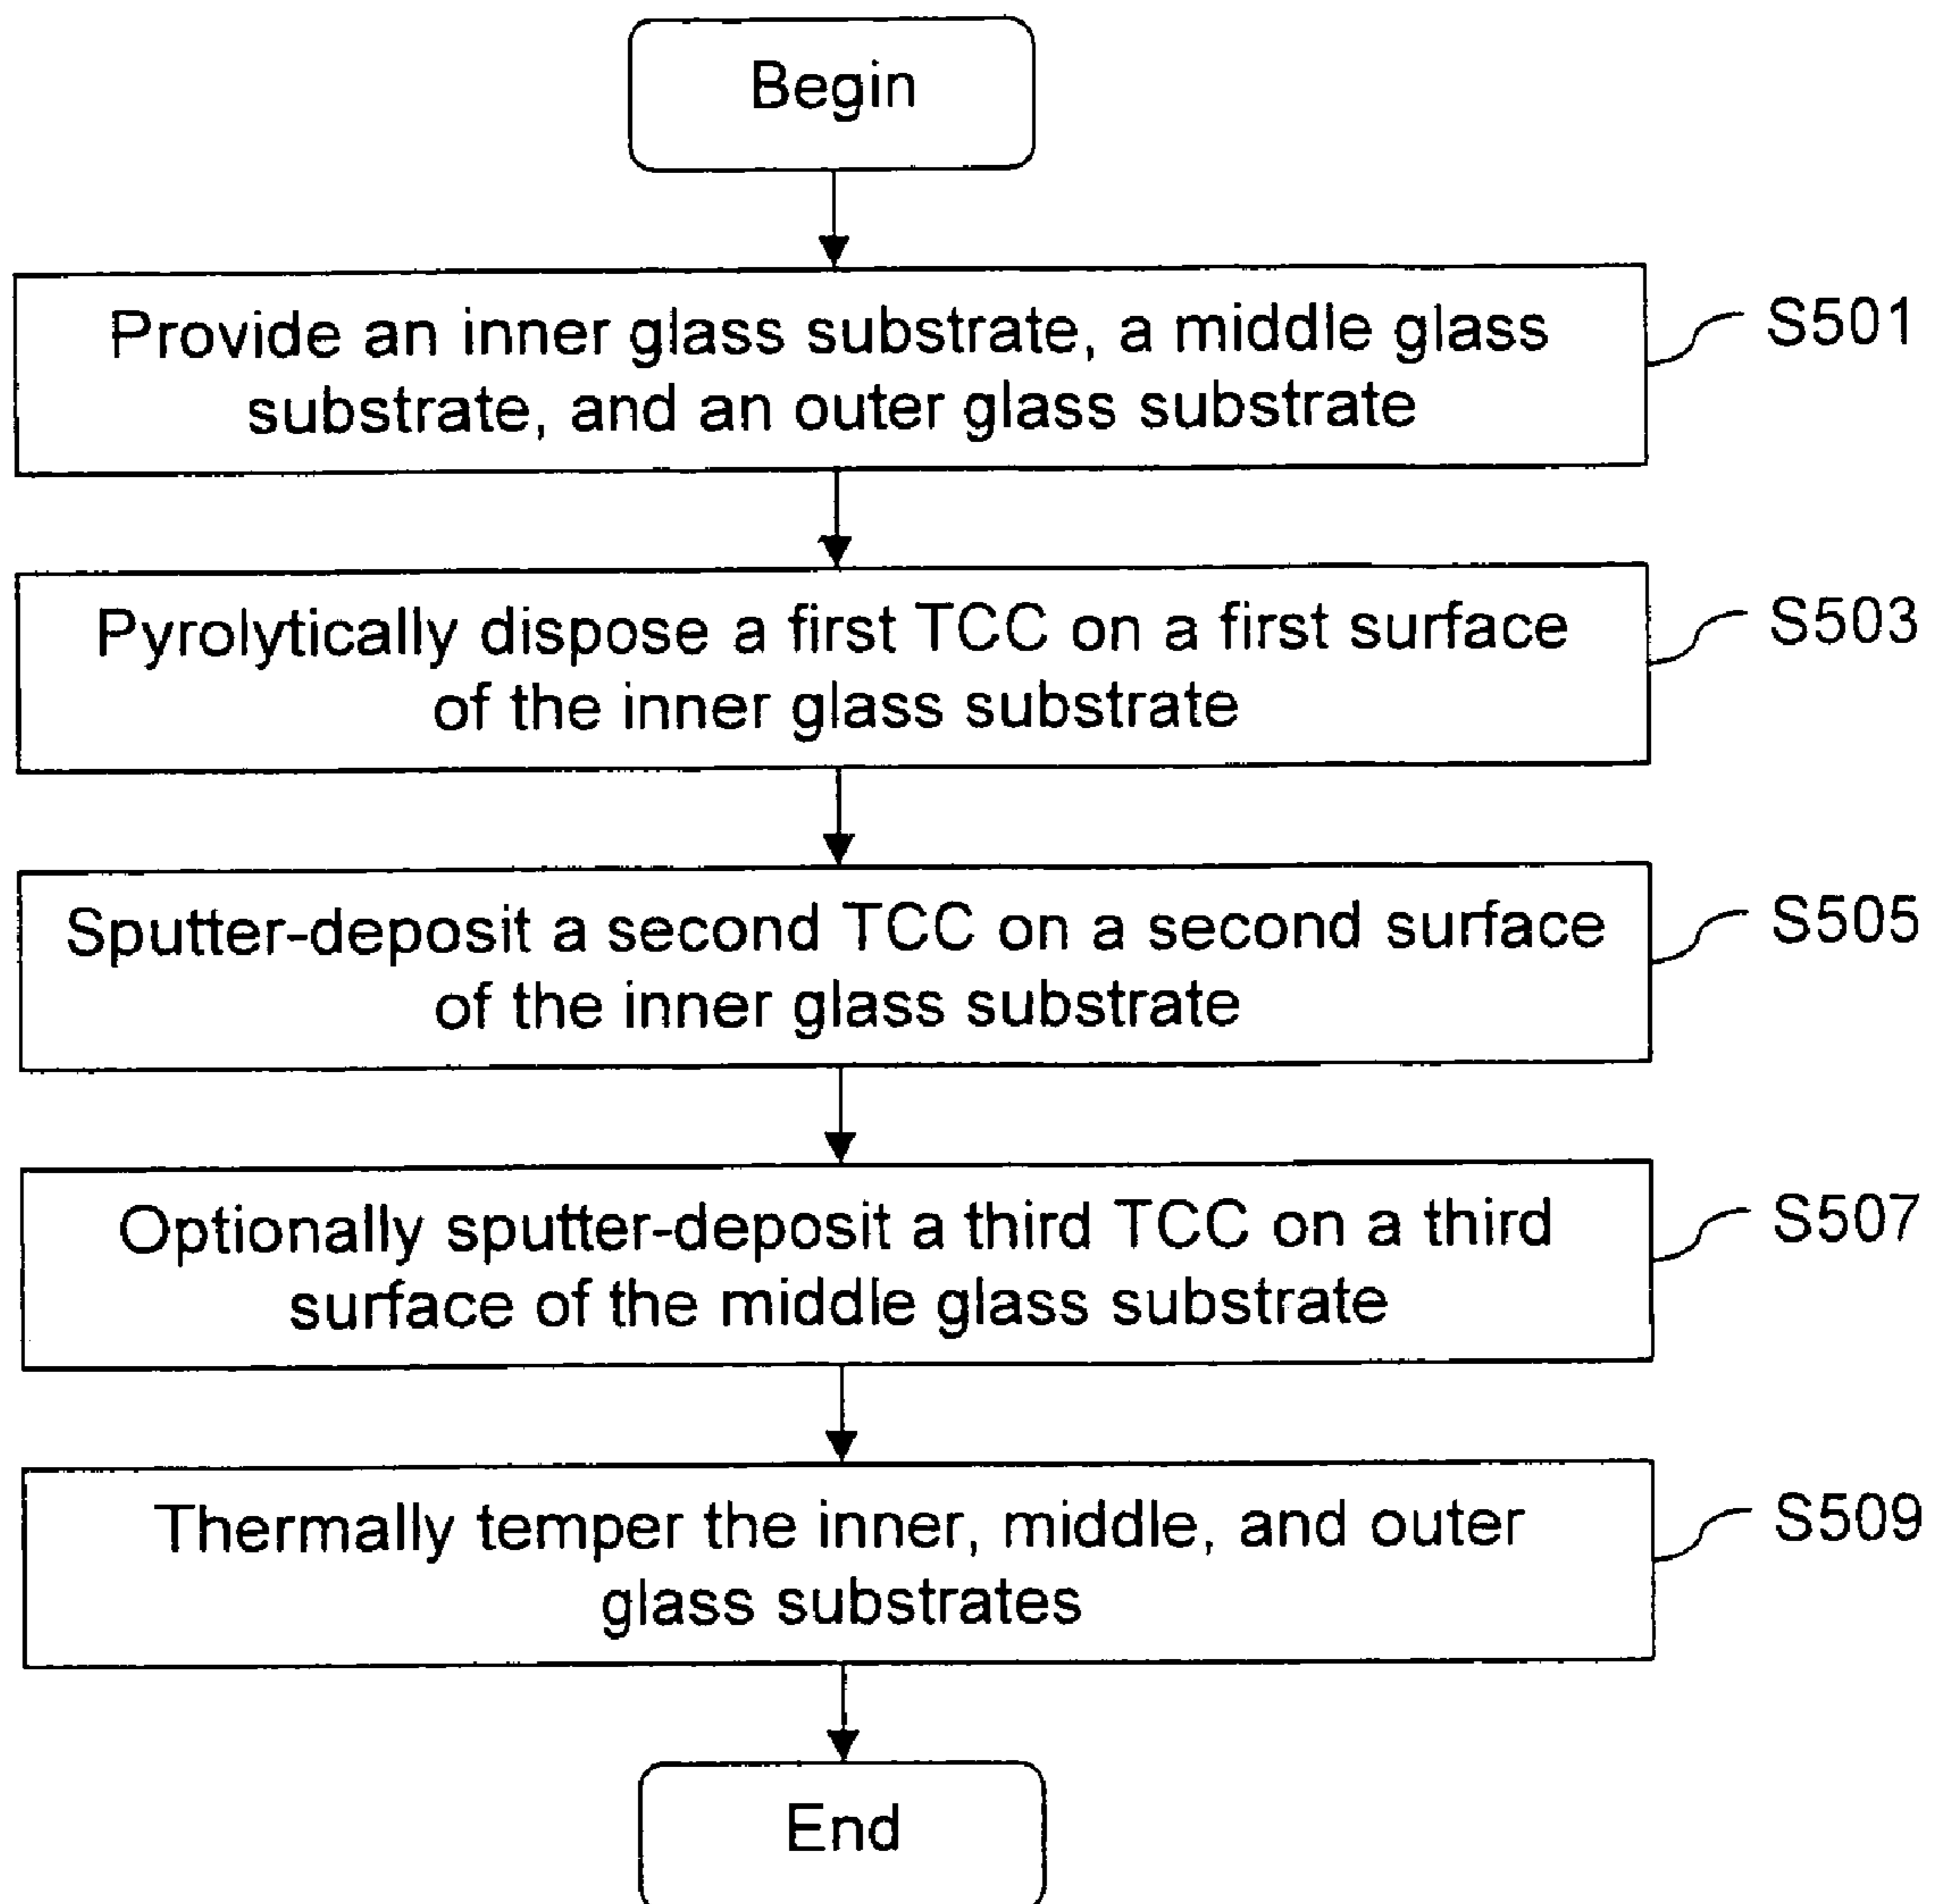 Begin
Provide an inner glass substrate, a middle glass
substrate, and an outer glass substrate
S501
Pyrolytically dispose a first TCC on a first surface
of the inner glass substrate
S503
Sputter-deposit a second TCC on a second surface
of the inner glass substrate
S505
Optionally sputter-deposit a third TCC on a third
surface of the middle glass substrate
S507
Thermally temper the inner, middle, and outer
glass substrates
S509
End